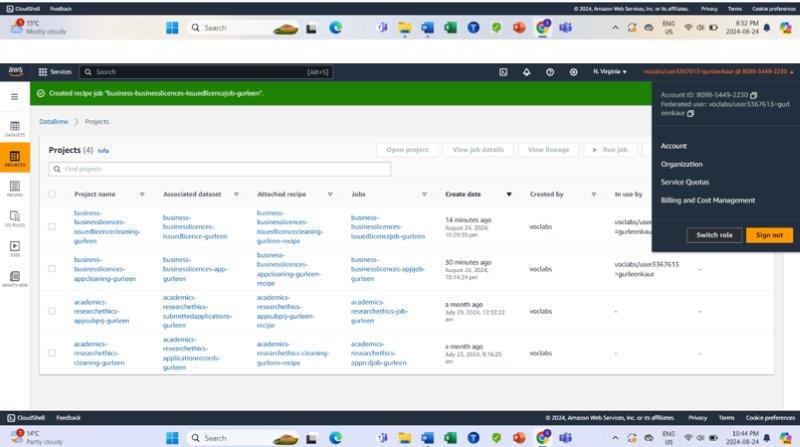 CloudShell Feedback © 2024, Amazon Web Services, Inc. or its affiliates. Privacy Terms Cookie preferences
15°C
Mostly cloudy
Search
ENG
US
8:52 PM
2024-08-24
aws Services Search [Alt+S] N. Virginia voclabs/user3367613=gurleenkaur @ 8098-5449-2230
Created recipe job "business-businesslicences-issuedlicencejob-gurleen".
Account ID: 8098-5449-2230
Federated user: voclabs/user3367613=gurl
eenkaur
Account
Organization
Service Quotas
Billing and Cost Management
Switch role Sign out
DATASETS
PROJECTS
RECIPES
DQ RULES
JOBS
WHAT'S NEW
DataBrew > Projects
Projects (4) Info Open project View job details View lineage Run job
Find projects
Project name Associated dataset Attached recipe Jobs Create date Created by In use by
business-
businesslicences-
issuedlicencecleaning-
gurleen
business-
businesslicences-
issuedlicence-gurleen
business-
businesslicences-
issuedlicencecleaning-
gurleen-recipe
business-
businesslicences-
issuedlicencejob-gurleen
14 minutes ago
August 24, 2024,
10:29:59 pm
voclabs
voclabs/user3367613
=gurleenkaur
business-
businesslicences-
appcleaning-gurleen
business-
businesslicences-app-
gurleen
business-
businesslicences-
appcleaning-gurleen-
recipe
business-
businesslicences-appjob-
gurleen
30 minutes ago
August 24, 2024,
10:14:24 pm
voclabs
voclabs/user3367613
=gurleenkaur
-
academics-
researchethics-
appsubprj-gurleen
academics-
researchethics-
submittedapplications-
gurleen
academics-
researchethics-
appsubprj-gurleen-
recipe
academics-
researchethics-job-
gurleen
a month ago
July 29, 2024, 12:32:22
am
voclabs
-
-
academics-
researchethics-
cleaning-gurleen
academics-
researchethics-
applicationrecords-
gurleen
academics-
researchethics-cleaning-
gurleen-recipe
academics-
researchethics-
apprcdjob-gurleen
a month ago
July 23, 2024, 9:16:25
am
voclabs
-
-
CloudShell Feedback © 2024, Amazon Web Services, Inc. or its affiliates. Privacy Terms Cookie preferences
14°C
Partly cloudy
Search
ENG
US
10:44 PM
2024-08-24